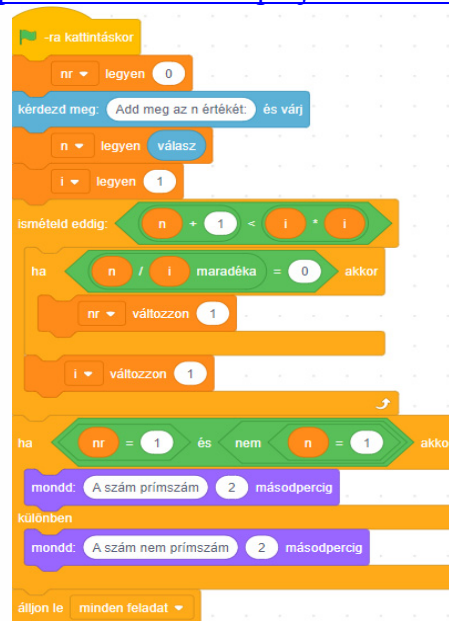 -ra kattintáskor
nr legyen 0
kérdezd meg: Add meg az n értékét: és várj
n legyen válasz
i legyen 1
ismételd eddig: n + 1 < i * i
ha n / i maradéka = 0 akkor
nr változzon 1
i változzon 1
ha nr = 1 és nem n = 1 akko
mondd: A szám prímszám 2 másodpercig
különben
mondd: A szám nem prímszám 2 másodpercig
álljon le minden feladat